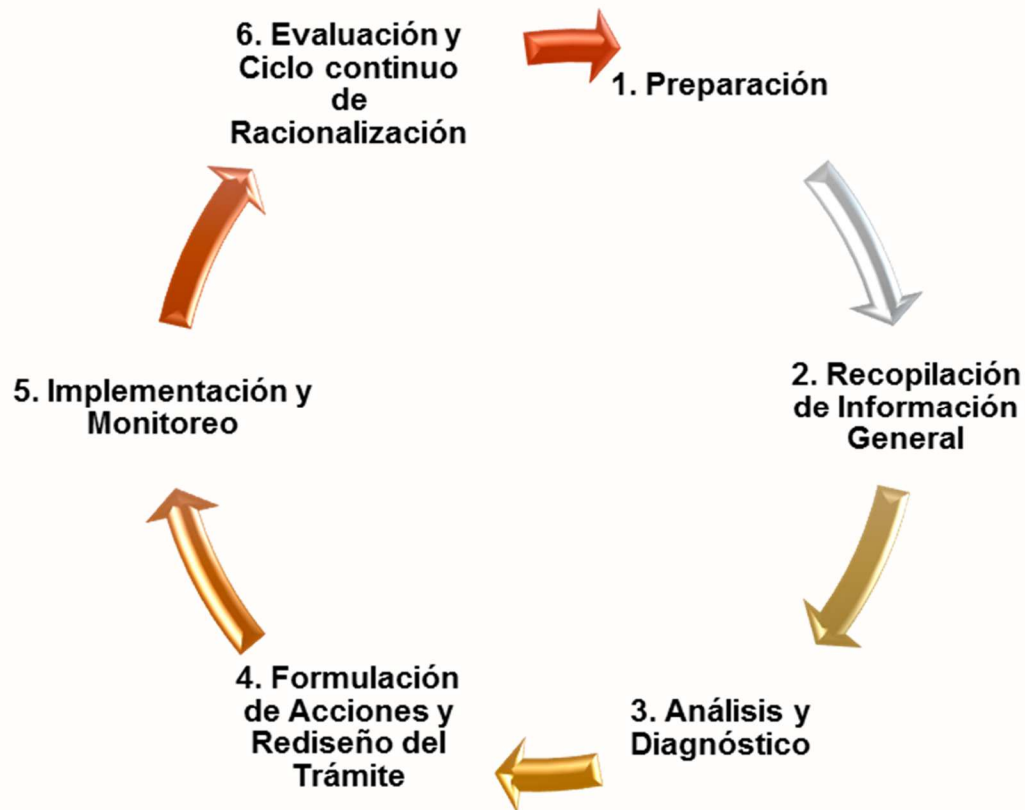 1. Preparación
2. Recopilación
de Información
General
3. Análisis y
Diagnóstico
4. Formulación
de Acciones y
Rediseño del
Trámite
5. Implementación y
Monitoreo
6. Evaluación y
Ciclo continuo
de
Racionalización